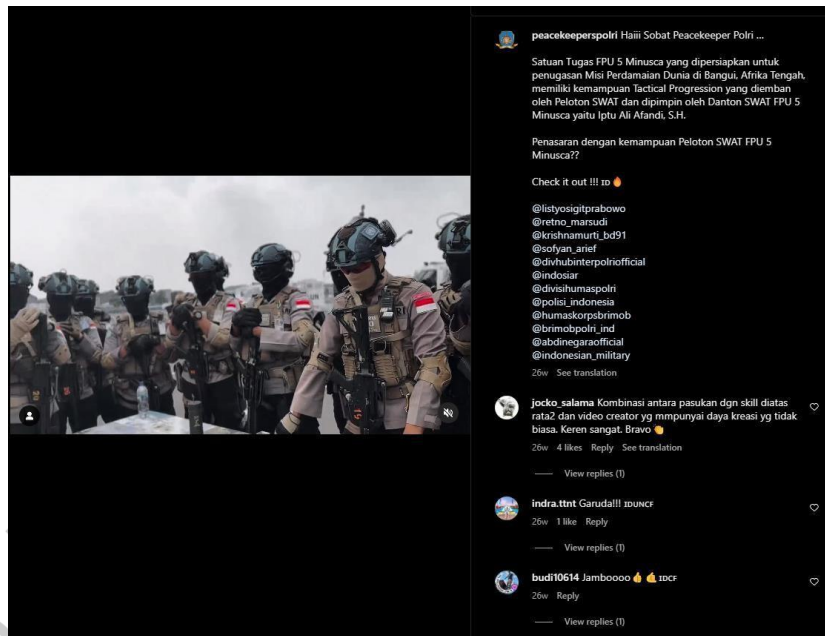 peacekeeperspolri Haiii Sobat Peacekeeper Polri ...
Satuan Tugas FPU 5 Minusca yang dipersiapkan untuk
penugasan Misi Perdamaian Dunia di Bangui, Afrika Tengah,
memiliki kemampuan Tactical Progression yang diemban
oleh Peloton SWAT dan dipimpin oleh Danton SWAT FPU 5
Minusca yaitu Iptu Ali Afandi, S.H.
Penasaran dengan kemampuan Peloton SWAT FPU 5
Minusca??
Check it out !!! ID 🔥
@listyosigitprabowo
@retno_marsudi
@krishnamurti_bd91
@sofyan_arief
@divhubinterpolriofficial
@indosiar
@divisihumaspolri
@polisi_indonesia
@humaskorpsbrimob
@brimobpolri_ind
@abdinegaraofficial
@indonesian_military
26w See translation
jocko_salama Kombinasi antara pasukan dgn skill diatas
rata2 dan video creator yg mmpunyai daya kreasi yg tidak
biasa. Keren sangat. Bravo 👏
26w 4 likes Reply See translation
View replies (1)
indra.ttnt Garuda!!! IDUNCF
26w 1 like Reply
View replies (1)
budi10614 Jamboooo 👍 🤙 IDCF
26w Reply
View replies (1)